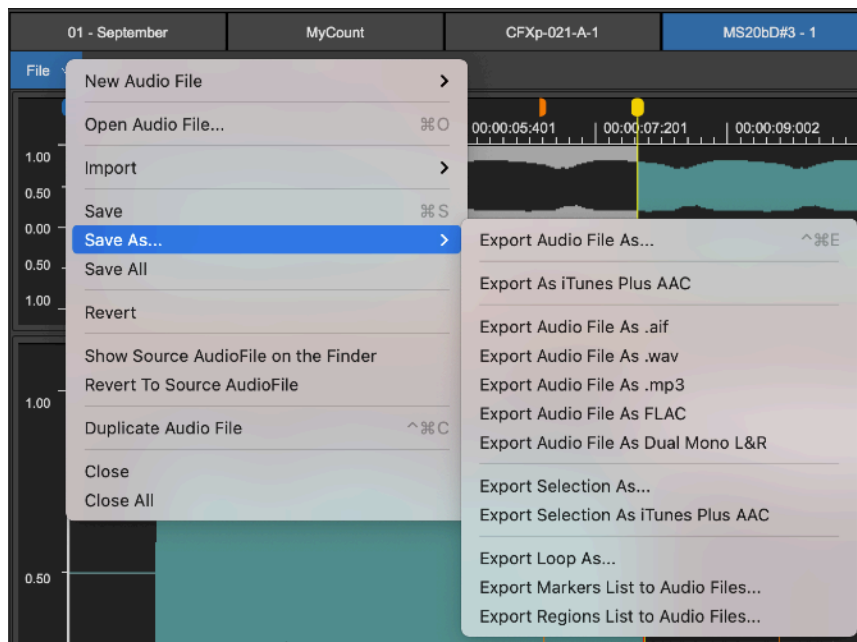 01 - September
MyCount
CFXp-021-A-1
MS20bD#3 - 1
File
New Audio File
Open Audio File... ⌘O
Import
Save ⌘S
Save As...
Save All
Revert
Show Source AudioFile on the Finder
Revert To Source AudioFile
Duplicate Audio File ^⌘C
Close
Close All
00:00:05:401
00:00:07:201
00:00:09:002
1.00
0.50
0.00
0.50
1.00
1.00
0.50
Export Audio File As... ^⌘E
Export As iTunes Plus AAC
Export Audio File As .aif
Export Audio File As .wav
Export Audio File As .mp3
Export Audio File As FLAC
Export Audio File As Dual Mono L&R
Export Selection As...
Export Selection As iTunes Plus AAC
Export Loop As...
Export Markers List to Audio Files...
Export Regions List to Audio Files...